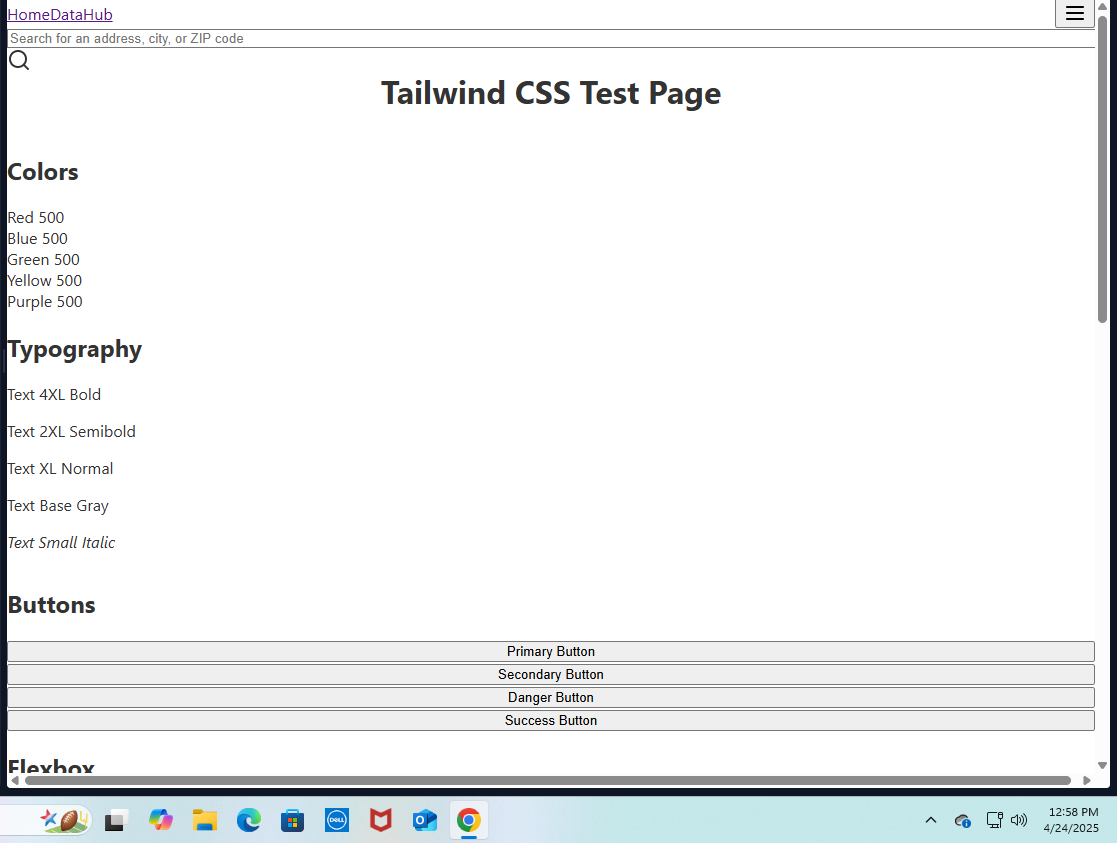 HomeDataHub
Search for an address, city, or ZIP code
Tailwind CSS Test Page
Colors
Red 500
Blue 500
Green 500
Yellow 500
Purple 500
Typography
Text 4XL Bold
Text 2XL Semibold
Text XL Normal
Text Base Gray
Text Small Italic
Buttons
Primary Button
Secondary Button
Danger Button
Success Button
Flexbox
DELL
12:58 PM
4/24/2025